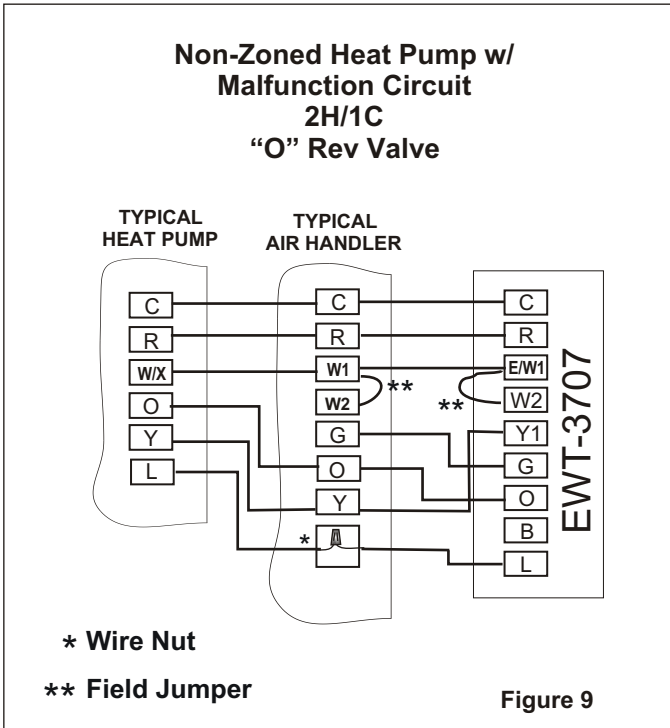 Non-Zoned Heat Pump w/
Malfunction Circuit
2H/1C
“O” Rev Valve
TYPICAL
HEAT PUMP
TYPICAL
AIR HANDLER
C
R
W/X
O
Y
L
C
R
W1
**
W2
G
O
Y
*
C
R
E/W1
**
W2
Y1
G
O
B
L
EWT-3707
* Wire Nut
** Field Jumper
Figure 9